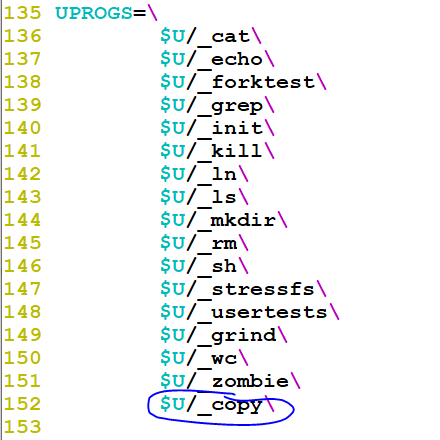 135 UPROGS=\
136 $U/_cat\
137 $U/_echo\
138 $U/_forktest\
139 $U/_grep\
140 $U/_init\
141 $U/_kill\
142 $U/_ln\
143 $U/_ls\
144 $U/_mkdir\
145 $U/_rm\
146 $U/_sh\
147 $U/_stressfs\
148 $U/_usertests\
149 $U/_grind\
150 $U/_wc\
151 $U/_zombie\
152 $U/_copy\
153